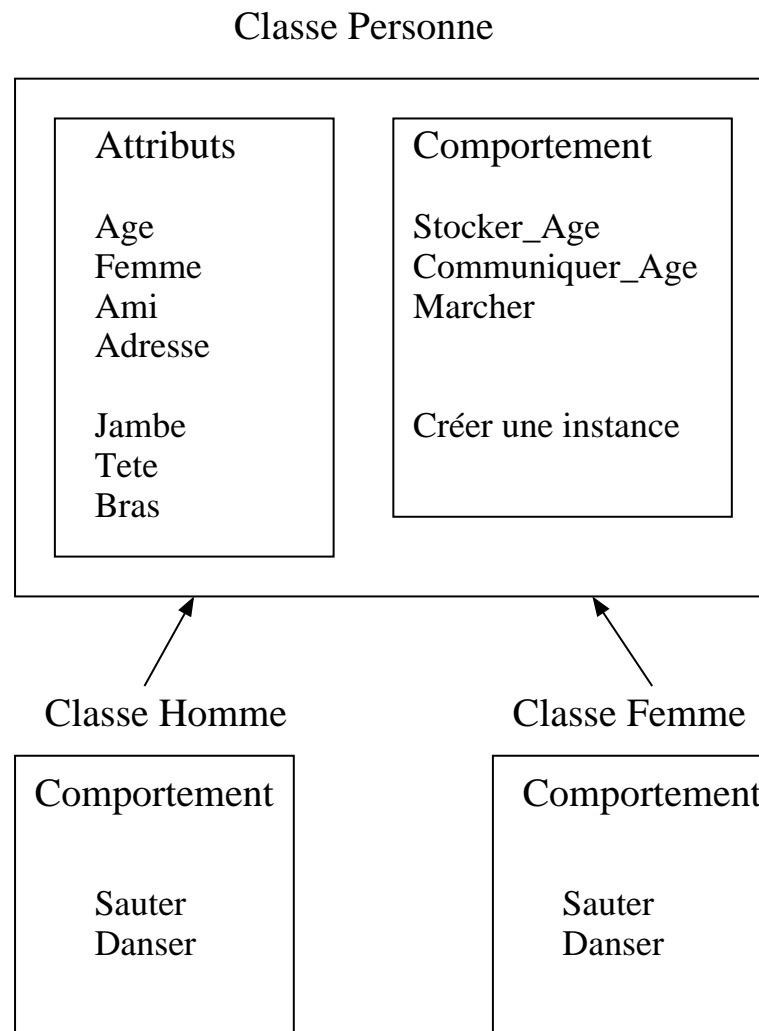 Classe Personne
Attributs
Age
Femme
Ami
Adresse
Jambe
Tete
Bras
Comportement
Stocker_Age
Communiquer_Age
Marcher
Créer une instance
Classe Homme
Comportement
Sauter
Danser
Classe Femme
Comportement
Sauter
Danser